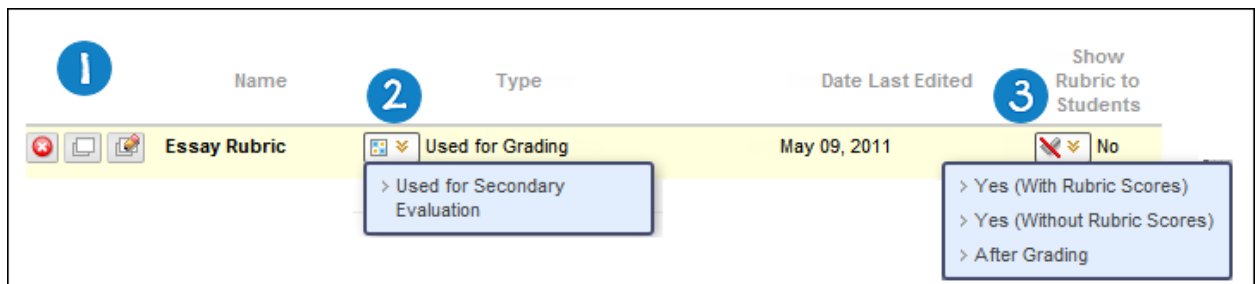 1
Name
2
Type
Date Last Edited
3
Show
Rubric to
Students
Essay Rubric
Used for Grading
May 09, 2011
No
> Used for Secondary
Evaluation
> Yes (With Rubric Scores)
> Yes (Without Rubric Scores)
> After Grading